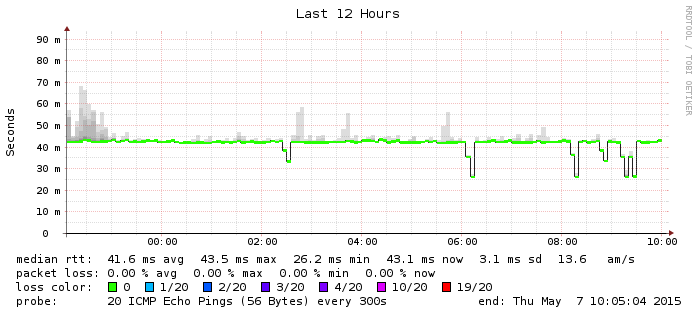 Last 12 Hours
RRDTOOL / TOBI OETIKER
Seconds
90 m
80 m
70 m
60 m
50 m
40 m
30 m
20 m
10 m
0
00:00 02:00 04:00 06:00 08:00 10:00
median rtt: 41.6 ms avg 43.5 ms max 26.2 ms min 43.1 ms now 3.1 ms sd 13.6 am/s
packet loss: 0.00 % avg 0.00 % max 0.00 % min 0.00 % now
loss color: 0 1/20 2/20 3/20 4/20 10/20 19/20
probe: 20 ICMP Echo Pings (56 Bytes) every 300s end: Thu May 7 10:05:04 2015